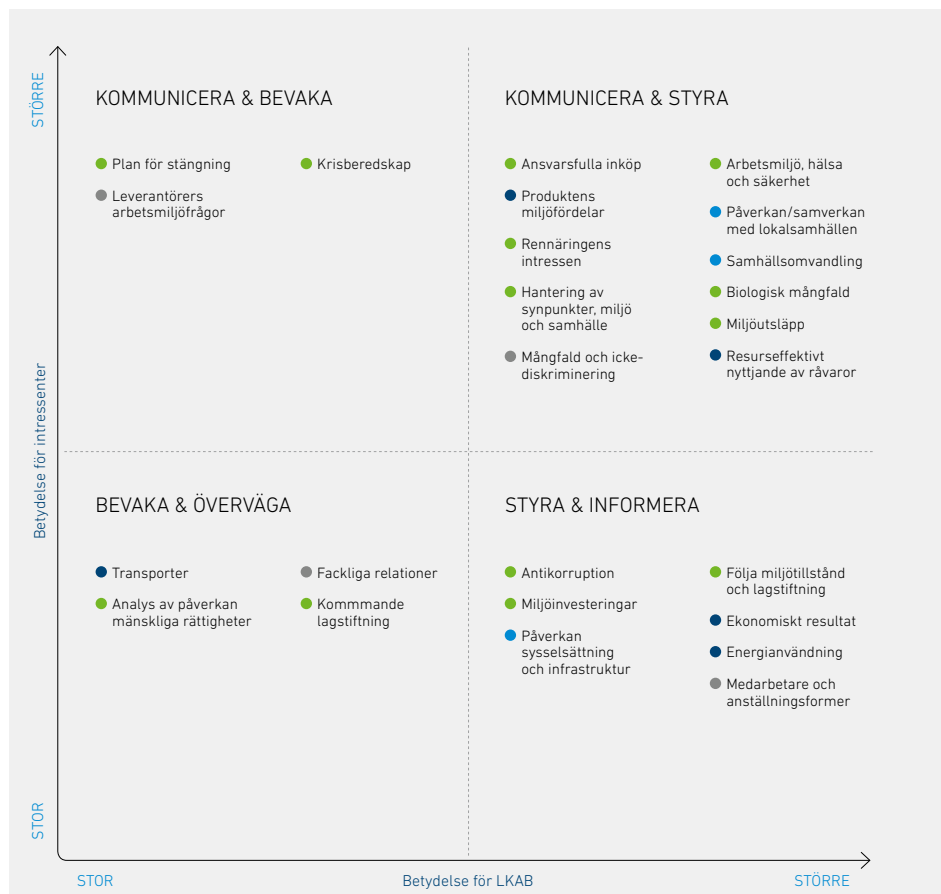 STÖRRE
KOMMUNICERA & BEVAKA
Plan för stängning
Leverantörers
arbetsmiljöfrågor
Krisberedskap
KOMMUNICERA & STYRA
Ansvarsfulla inköp
Produktens
miljöfördelar
Rennäringens
intressen
Hantering av
synpunkter, miljö
och samhälle
Mångfald och icke-
diskriminering
Arbetsmiljö, hälsa
och säkerhet
Påverkan/samverkan
med lokalsamhällen
Samhällsomvandling
Biologisk mångfald
Miljöutsläpp
Resurseffektivt
nyttjande av råvaror
Betydelse för intressenter
BEVAKA & ÖVERVÄGA
Transporter
Analys av påverkan
mänskliga rättigheter
Fackliga relationer
Kommmande
lagstiftning
STYRA & INFORMERA
Antikorruption
Miljöinvesteringar
Påverkan
sysselsättning
och infrastruktur
Följa miljötillstånd
och lagstiftning
Ekonomiskt resultat
Energianvändning
Medarbetare och
anställningsformer
STOR
STOR
Betydelse för LKAB
STÖRRE